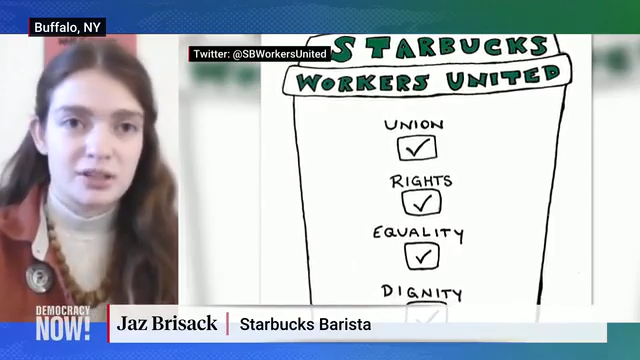 Buffalo, NY
Twitter: @SBWorkersUnited
STARBUCKS
WORKERS UNITED
UNION
RIGHTS
EQUALITY
DIGNITY
DEMOCRACY
NOW!
Jaz Brisack
Starbucks Barista